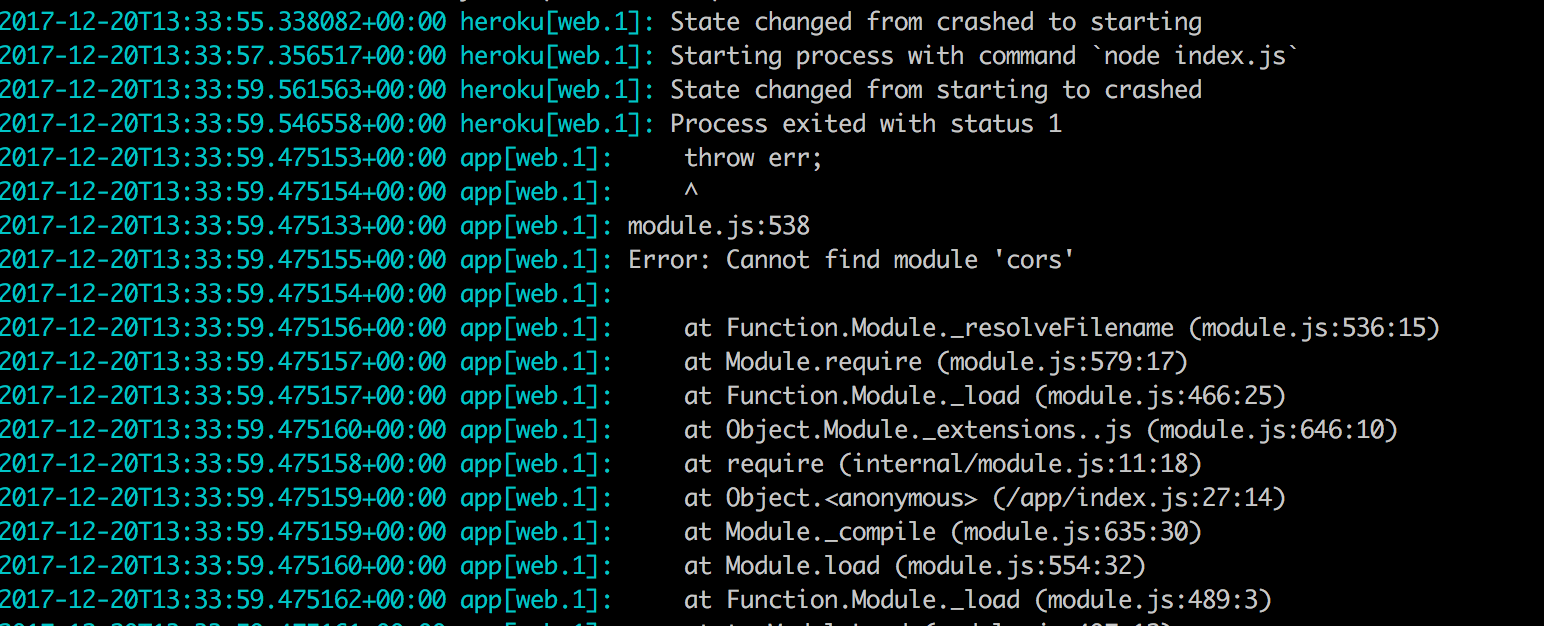 2017-12-20T13:33:55.338082+00:00 heroku[web.1]: State changed from crashed to starting
2017-12-20T13:33:57.356517+00:00 heroku[web.1]: Starting process with command `node index.js`
2017-12-20T13:33:59.561563+00:00 heroku[web.1]: State changed from starting to crashed
2017-12-20T13:33:59.546558+00:00 heroku[web.1]: Process exited with status 1
2017-12-20T13:33:59.475153+00:00 app[web.1]:     throw err;
2017-12-20T13:33:59.475154+00:00 app[web.1]:     ^
2017-12-20T13:33:59.475133+00:00 app[web.1]: module.js:538
2017-12-20T13:33:59.475155+00:00 app[web.1]: Error: Cannot find module 'cors'
2017-12-20T13:33:59.475154+00:00 app[web.1]:
2017-12-20T13:33:59.475156+00:00 app[web.1]:     at Function.Module._resolveFilename (module.js:536:15)
2017-12-20T13:33:59.475157+00:00 app[web.1]:     at Module.require (module.js:579:17)
2017-12-20T13:33:59.475157+00:00 app[web.1]:     at Function.Module._load (module.js:466:25)
2017-12-20T13:33:59.475160+00:00 app[web.1]:     at Object.Module._extensions..js (module.js:646:10)
2017-12-20T13:33:59.475158+00:00 app[web.1]:     at require (internal/module.js:11:18)
2017-12-20T13:33:59.475159+00:00 app[web.1]:     at Object.<anonymous> (/app/index.js:27:14)
2017-12-20T13:33:59.475159+00:00 app[web.1]:     at Module._compile (module.js:635:30)
2017-12-20T13:33:59.475160+00:00 app[web.1]:     at Module.load (module.js:554:32)
2017-12-20T13:33:59.475162+00:00 app[web.1]:     at Function.Module._load (module.js:489:3)